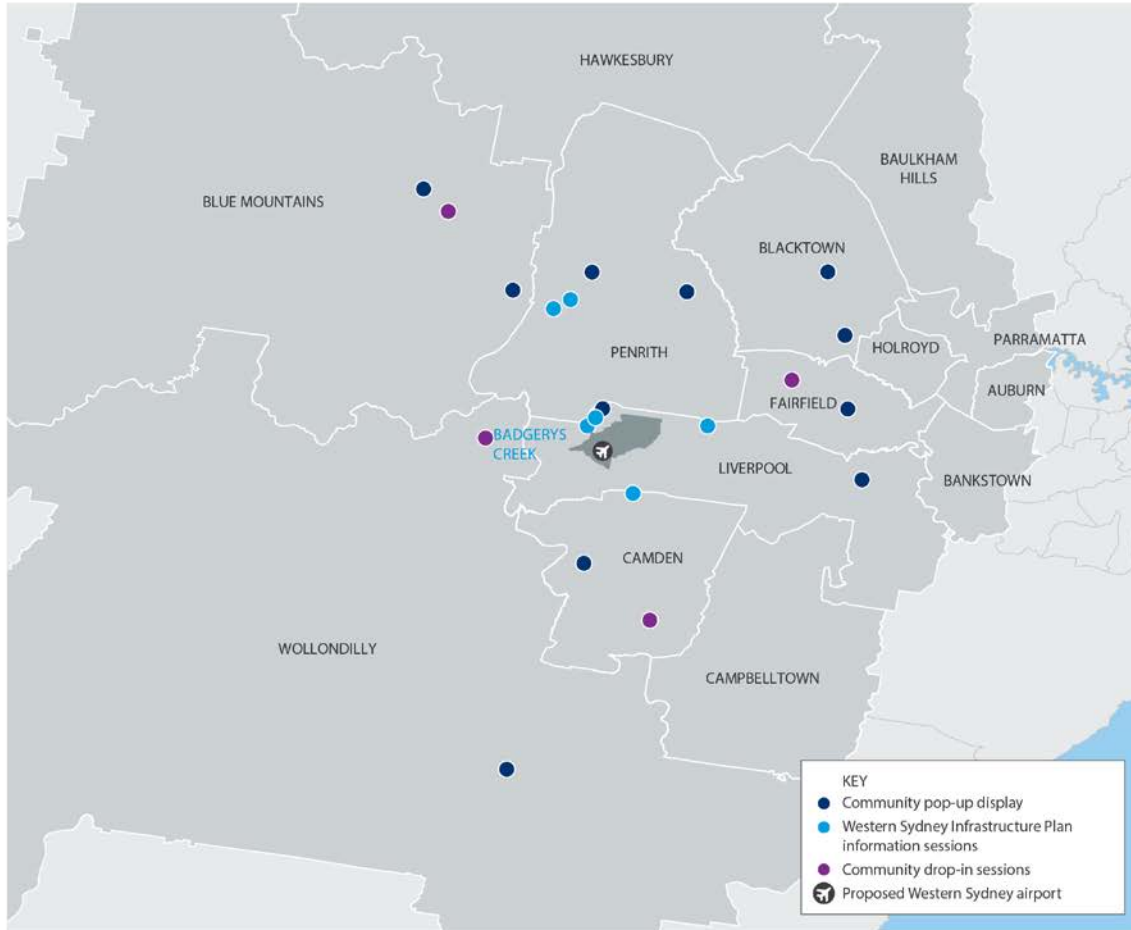 HAWKESBURY
BAULKHAM
HILLS
BLUE MOUNTAINS
BLACKTOWN
PARRAMATTA
HOLROYD
PENRITH
AUBURN
FAIRFIELD
BADGERYS
CREEK
LIVERPOOL
BANKSTOWN
CAMDEN
WOLLONDILLY
CAMPBELLTOWN
KEY
Community pop-up display
Western Sydney Infrastructure Plan
information sessions
Community drop-in sessions
Proposed Western Sydney airport